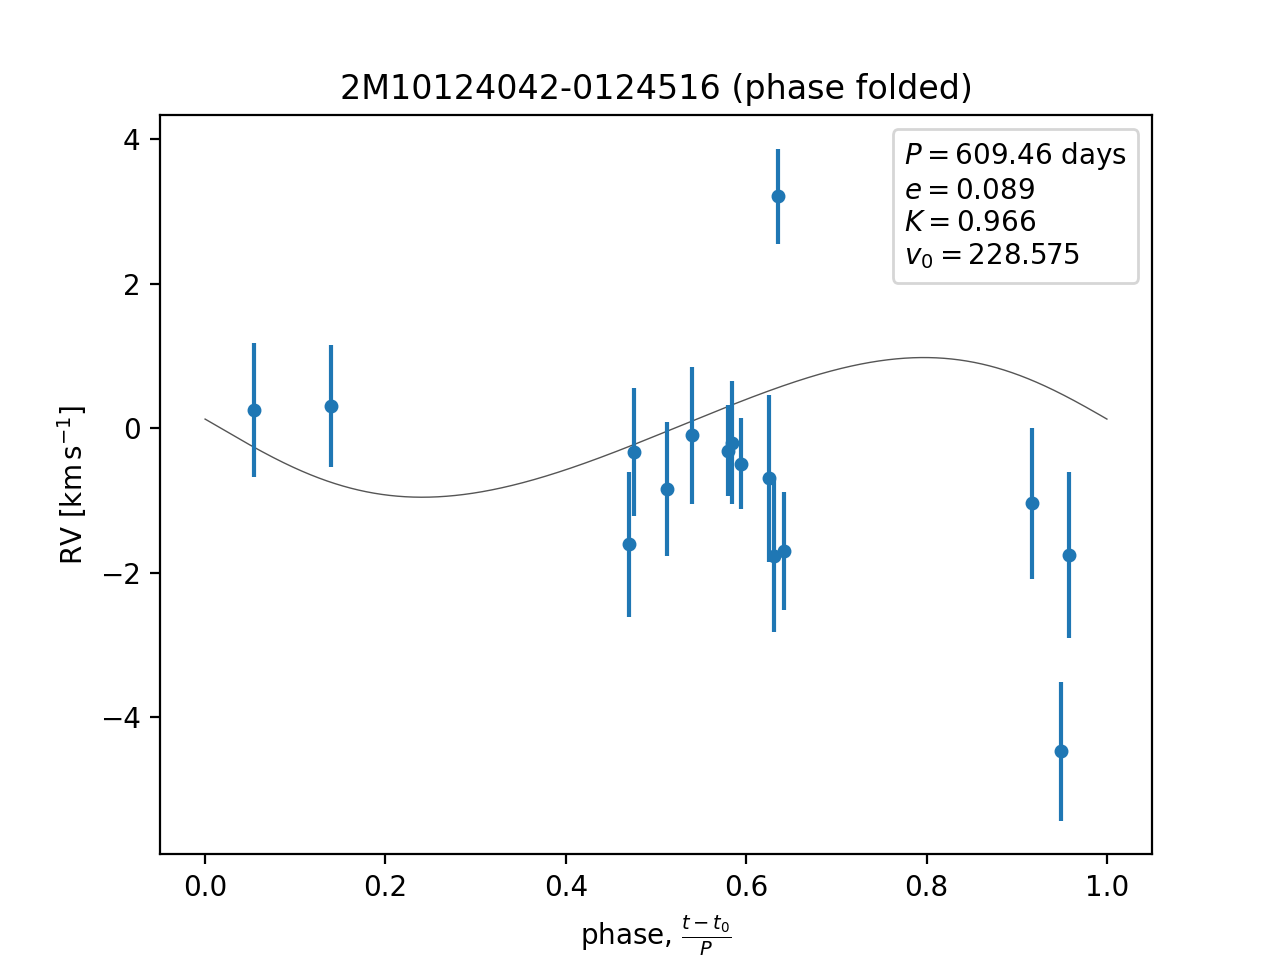 2M10124042-0124516 (phase folded)
P = 609.46 days
e = 0.089
K = 0.966
v₀ = 228.575
4
2
0
−2
−4
RV [km s⁻¹]
0.0 0.2 0.4 0.6 0.8 1.0
phase, (t − t₀)/P